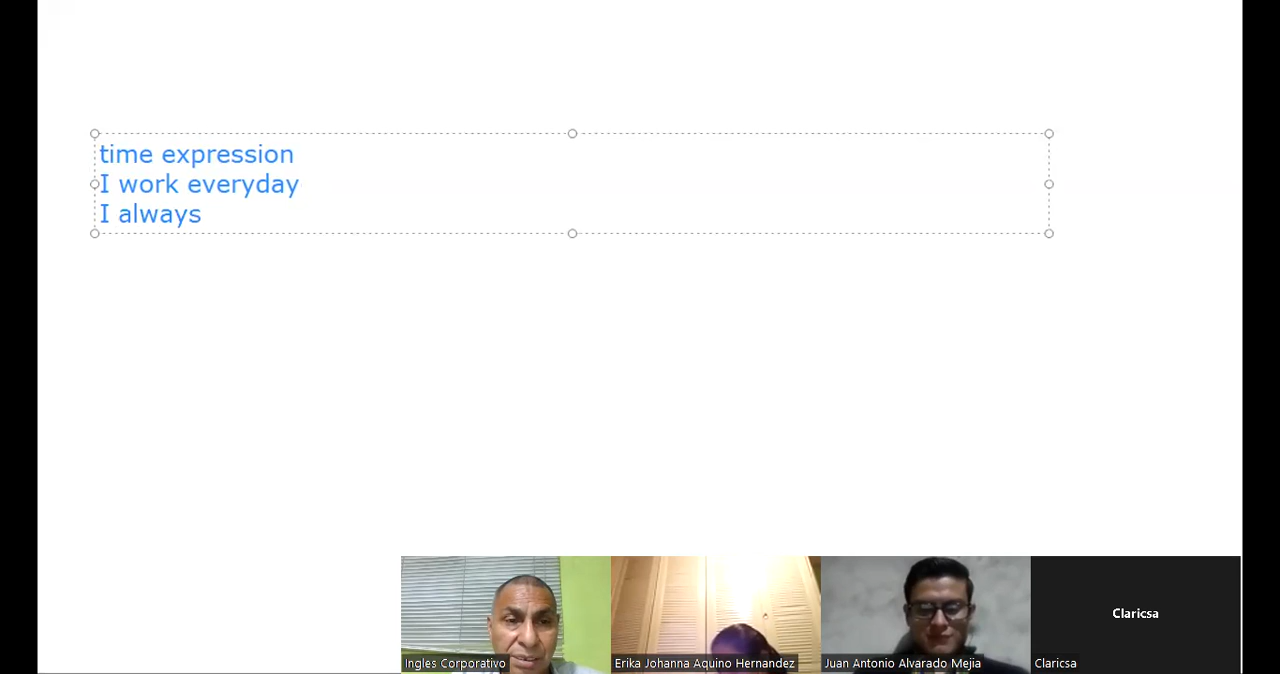 time expression
I work everyday
I always
Claricsa
Ingles Corporativo
Erika Johanna Aquino Hernandez
Juan Antonio Alvarado Mejia
Claricsa